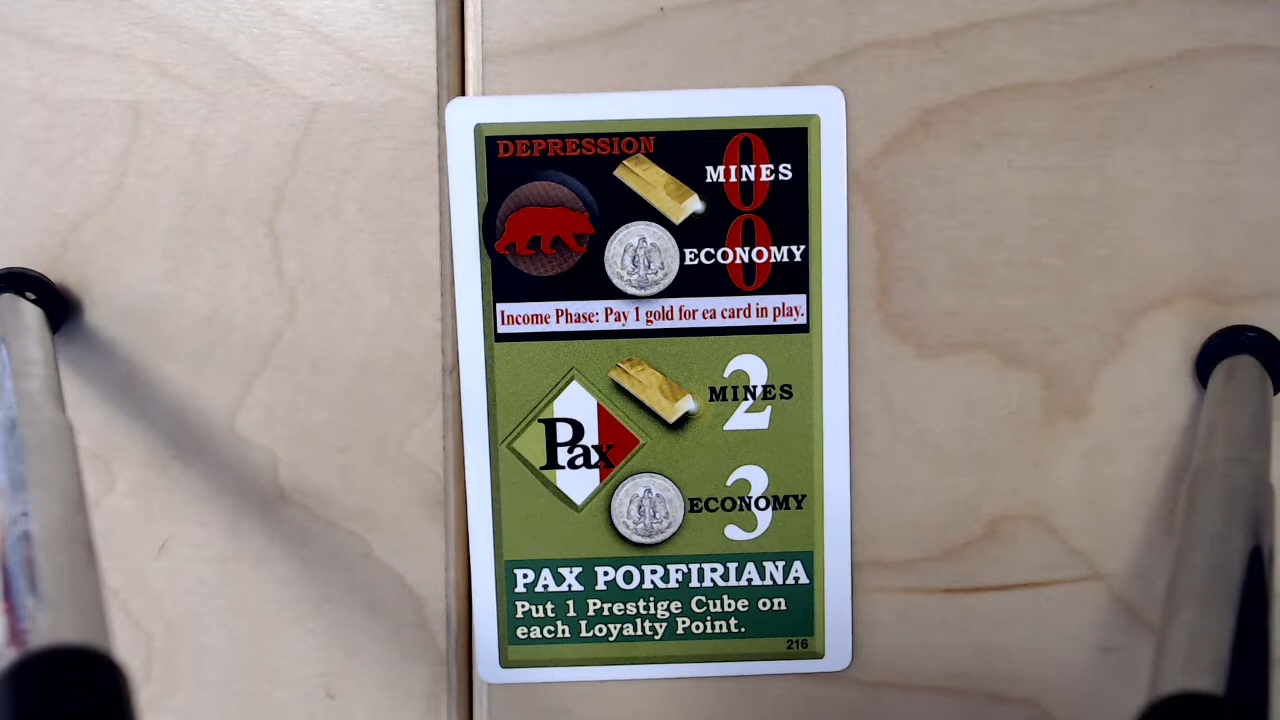 DEPRESSION
0
MINES
0
ECONOMY
Income Phase: Pay 1 gold for ea card in play.
2
MINES
Pax
3
ECONOMY
PAX PORFIRIANA
Put 1 Prestige Cube on
each Loyalty Point.
216